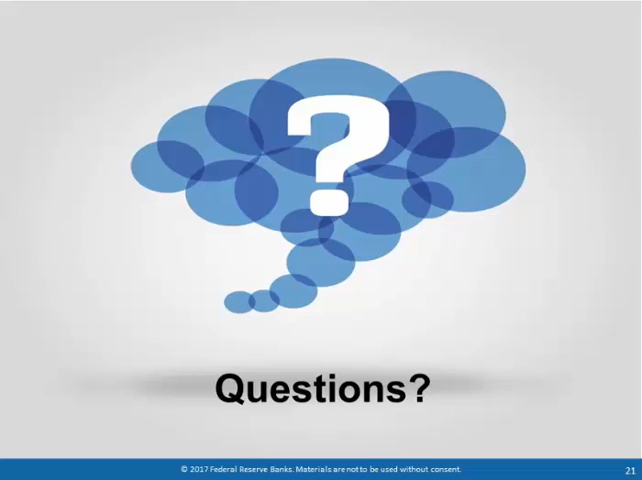 ?
Questions?
© 2017 Federal Reserve Banks. Materials are not to be used without consent.
21